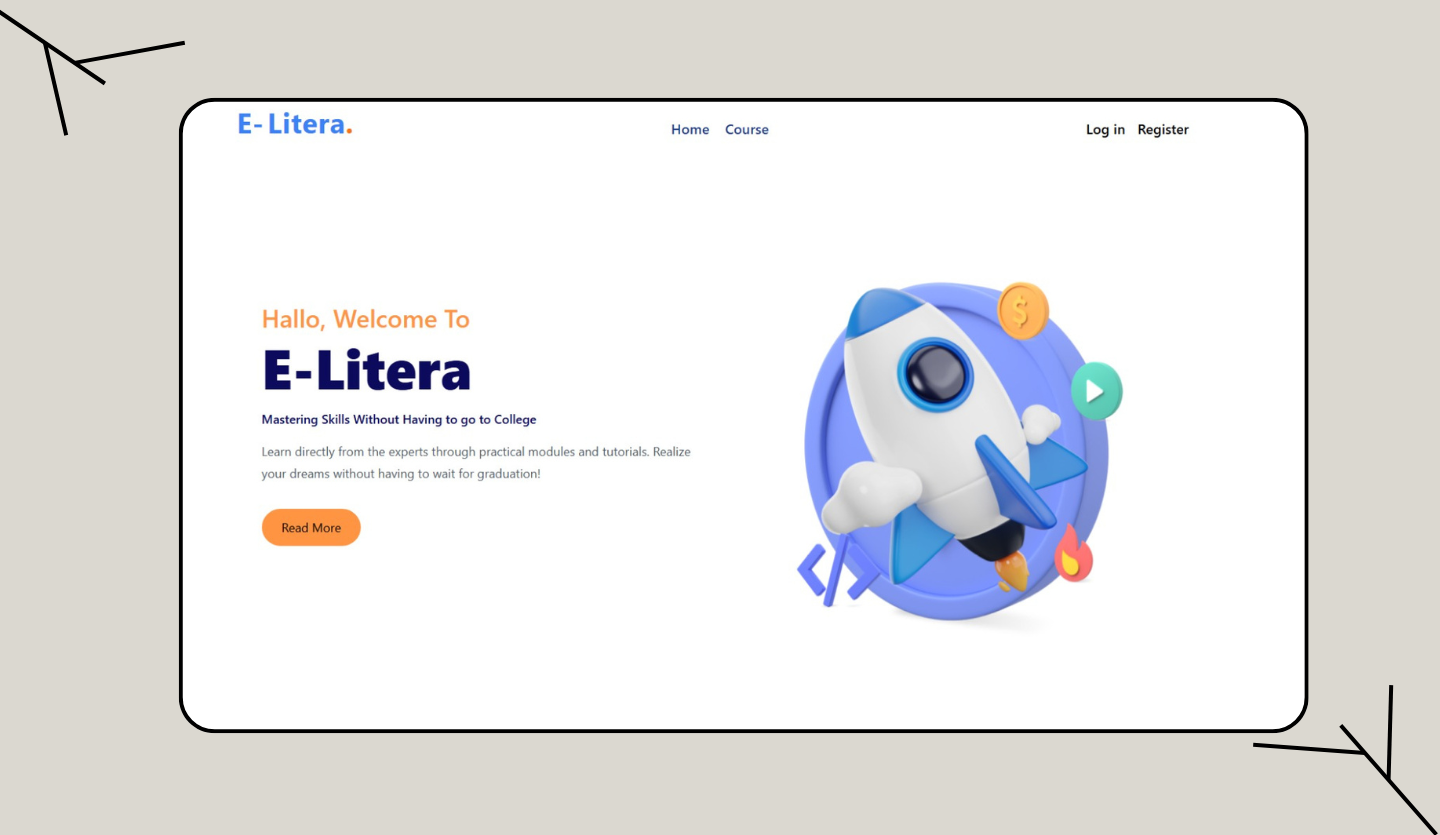 E- Litera.
Home Course
Log in Register
Hallo, Welcome To
E-Litera
Mastering Skills Without Having to go to College
Learn directly from the experts through practical modules and tutorials. Realize
your dreams without having to wait for graduation!
Read More
$
</>